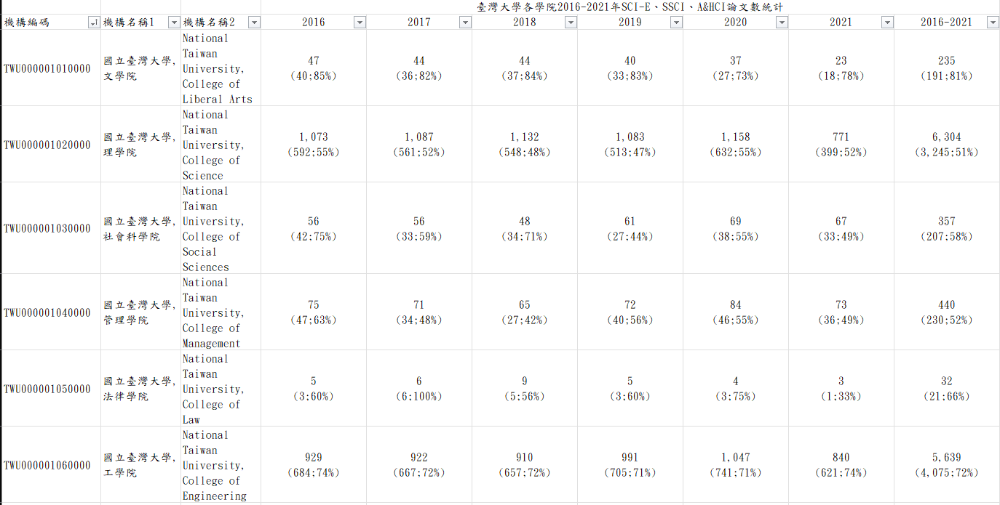 臺灣大學各學院2016-2021年SCI-E、SSCI、A&HCI論文數統計
機構編碼 機構名稱1 機構名稱2 2016 2017 2018 2019 2020 2021 2016-2021
TWU000001010000
國立臺灣大學,
文學院
National
Taiwan
University,
College of
Liberal Arts
47 44 44 40 37 23 235
(40;85%) (36;82%) (37;84%) (33;83%) (27;73%) (18;78%) (191;81%)
TWU000001020000
國立臺灣大學,
理學院
National
Taiwan
University,
College of
Science
1,073 1,087 1,132 1,083 1,158 771 6,304
(592;55%) (561;52%) (548;48%) (513;47%) (632;55%) (399;52%) (3,245;51%)
TWU000001030000
國立臺灣大學,
社會科學院
National
Taiwan
University,
College of
Social
Sciences
56 56 48 61 69 67 357
(42;75%) (33;59%) (34;71%) (27;44%) (38;55%) (33;49%) (207;58%)
TWU000001040000
國立臺灣大學,
管理學院
National
Taiwan
University,
College of
Management
75 71 65 72 84 73 440
(47;63%) (34;48%) (27;42%) (40;56%) (46;55%) (36;49%) (230;52%)
TWU000001050000
國立臺灣大學,
法律學院
National
Taiwan
University,
College of
Law
5 6 9 5 4 3 32
(3;60%) (6;100%) (5;56%) (3;60%) (3;75%) (1;33%) (21;66%)
TWU000001060000
國立臺灣大學,
工學院
National
Taiwan
University,
College of
Engineering
929 922 910 991 1,047 840 5,639
(684;74%) (667;72%) (657;72%) (705;71%) (741;71%) (621;74%) (4,075;72%)